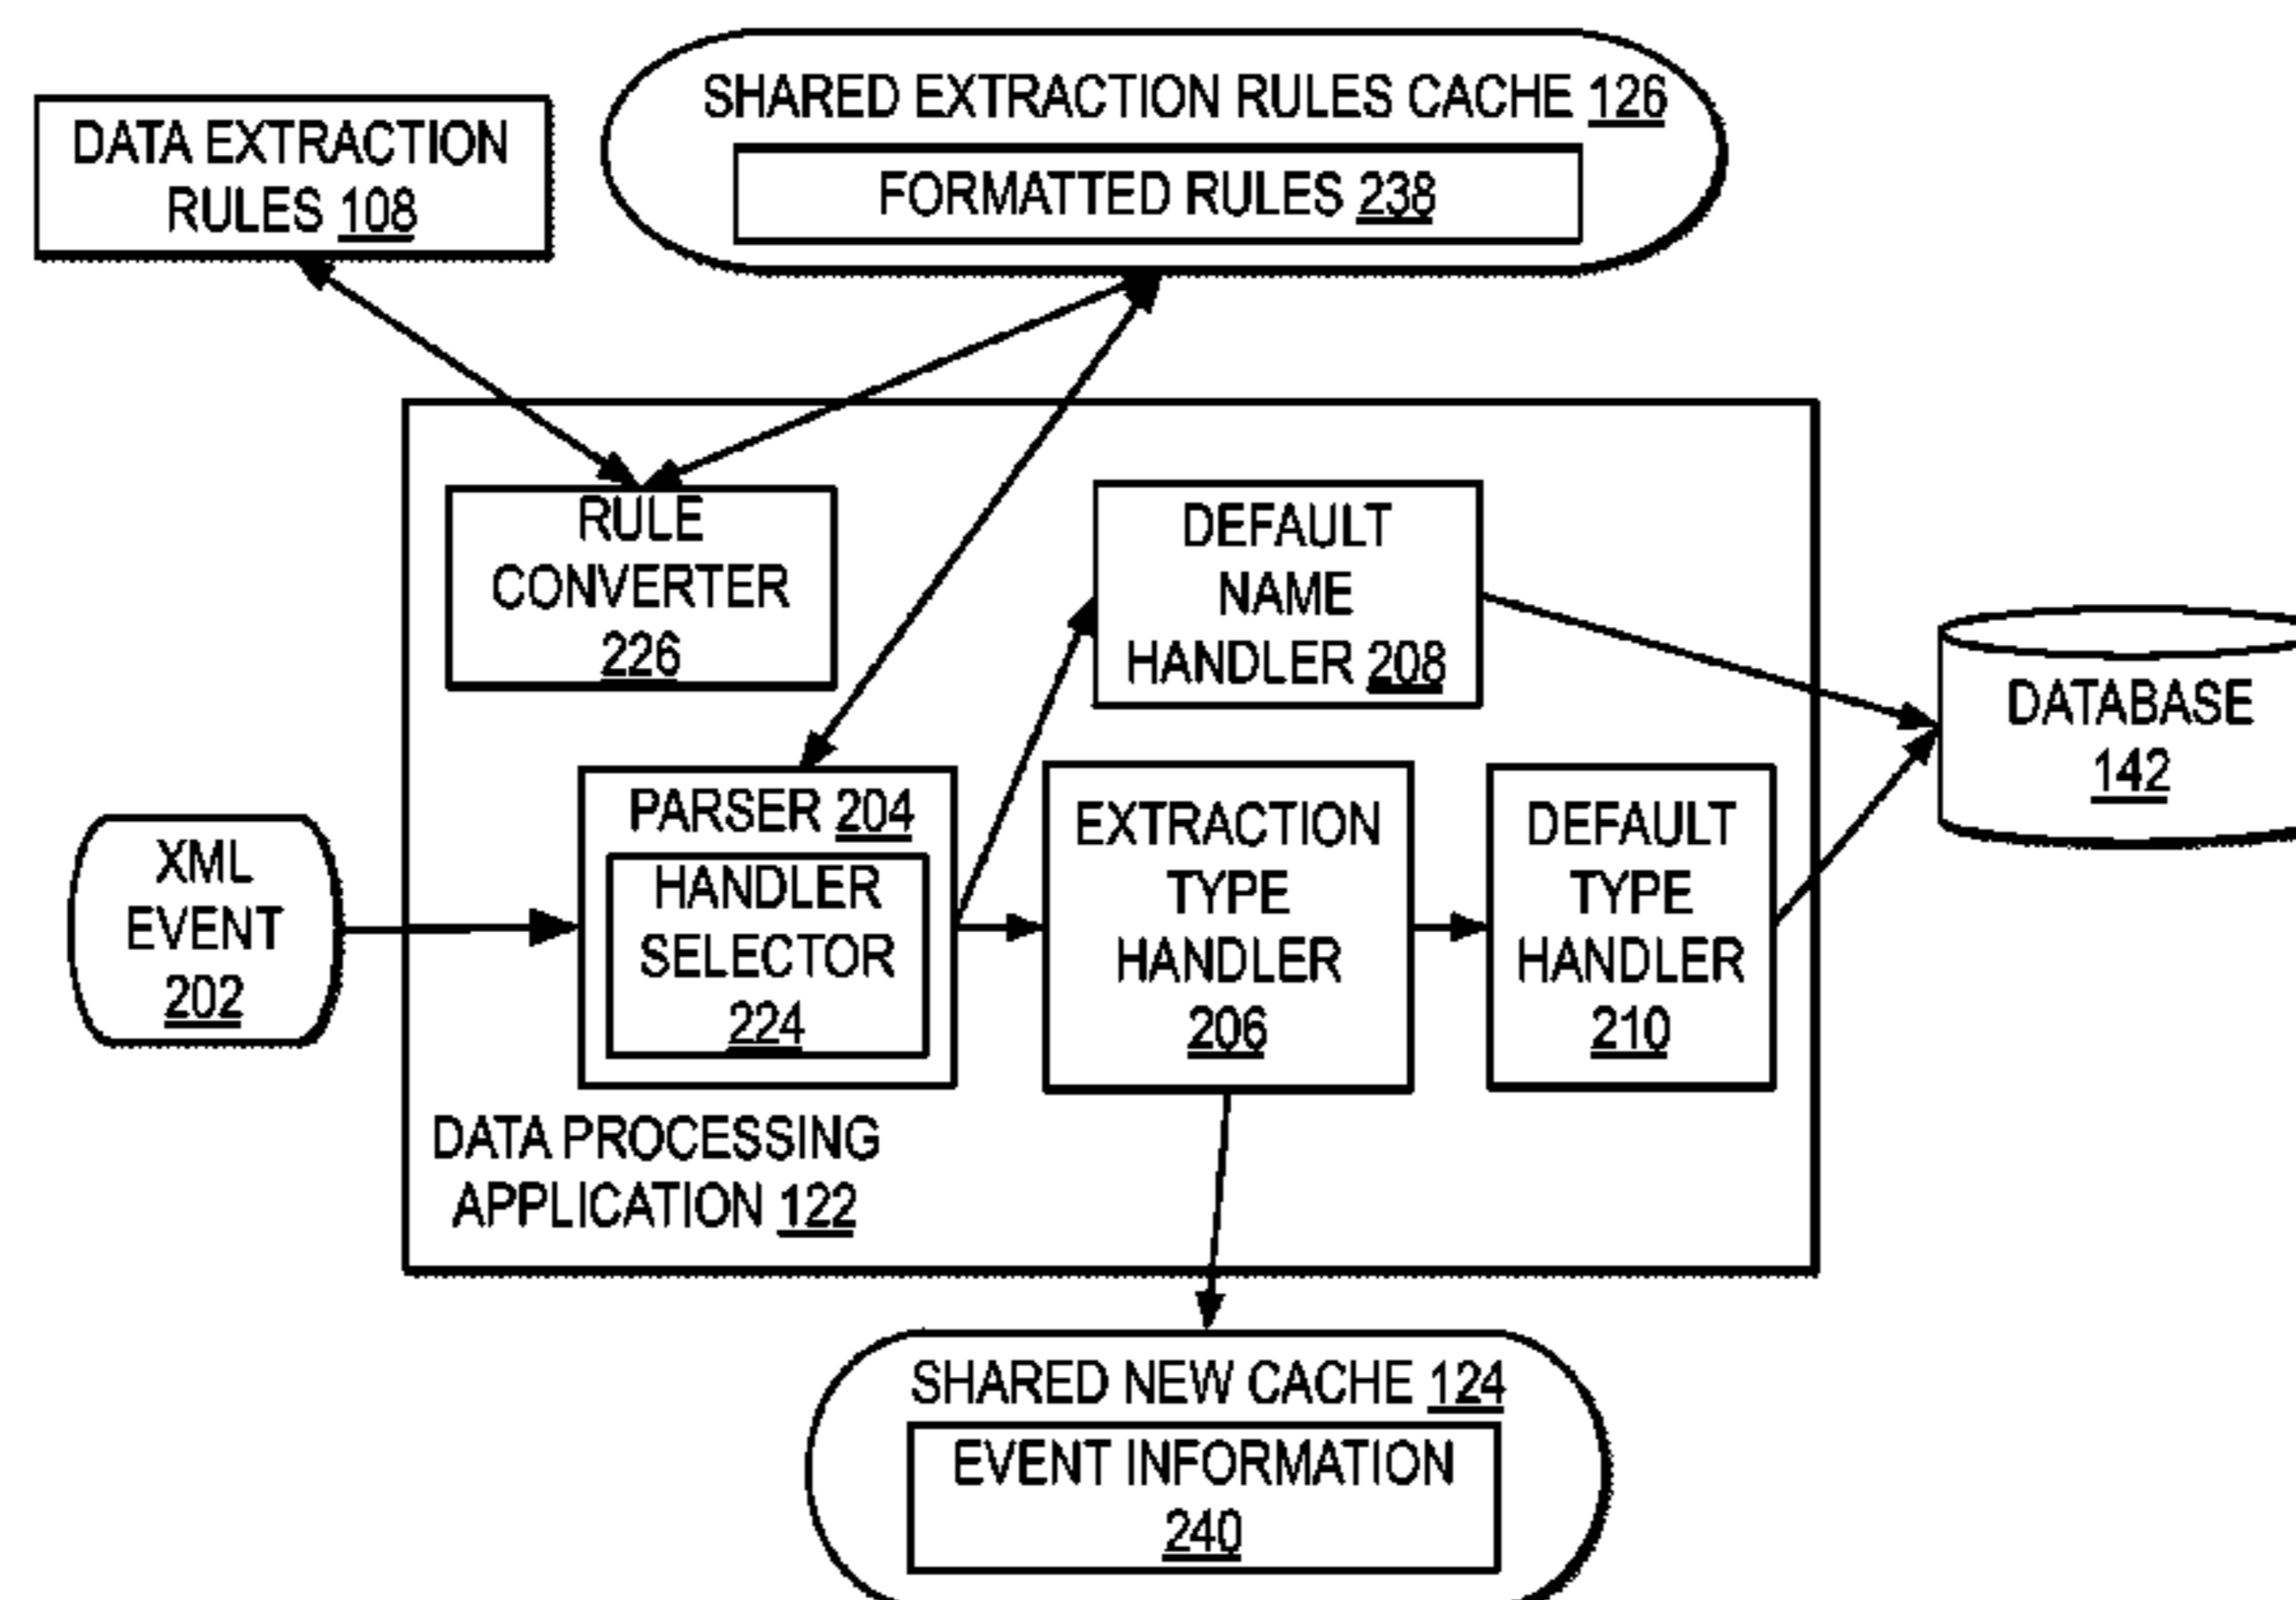 SHARED EXTRACTION RULES CACHE 126
FORMATTED RULES 238
DATA EXTRACTION
RULES 108
RULE
CONVERTER
226
DEFAULT
NAME
HANDLER 208
DATABASE
142
XML
EVENT
202
PARSER 204
HANDLER
SELECTOR
224
EXTRACTION
TYPE
HANDLER
206
DEFAULT
TYPE
HANDLER
210
DATA PROCESSING
APPLICATION 122
SHARED NEW CACHE 124
EVENT INFORMATION
240